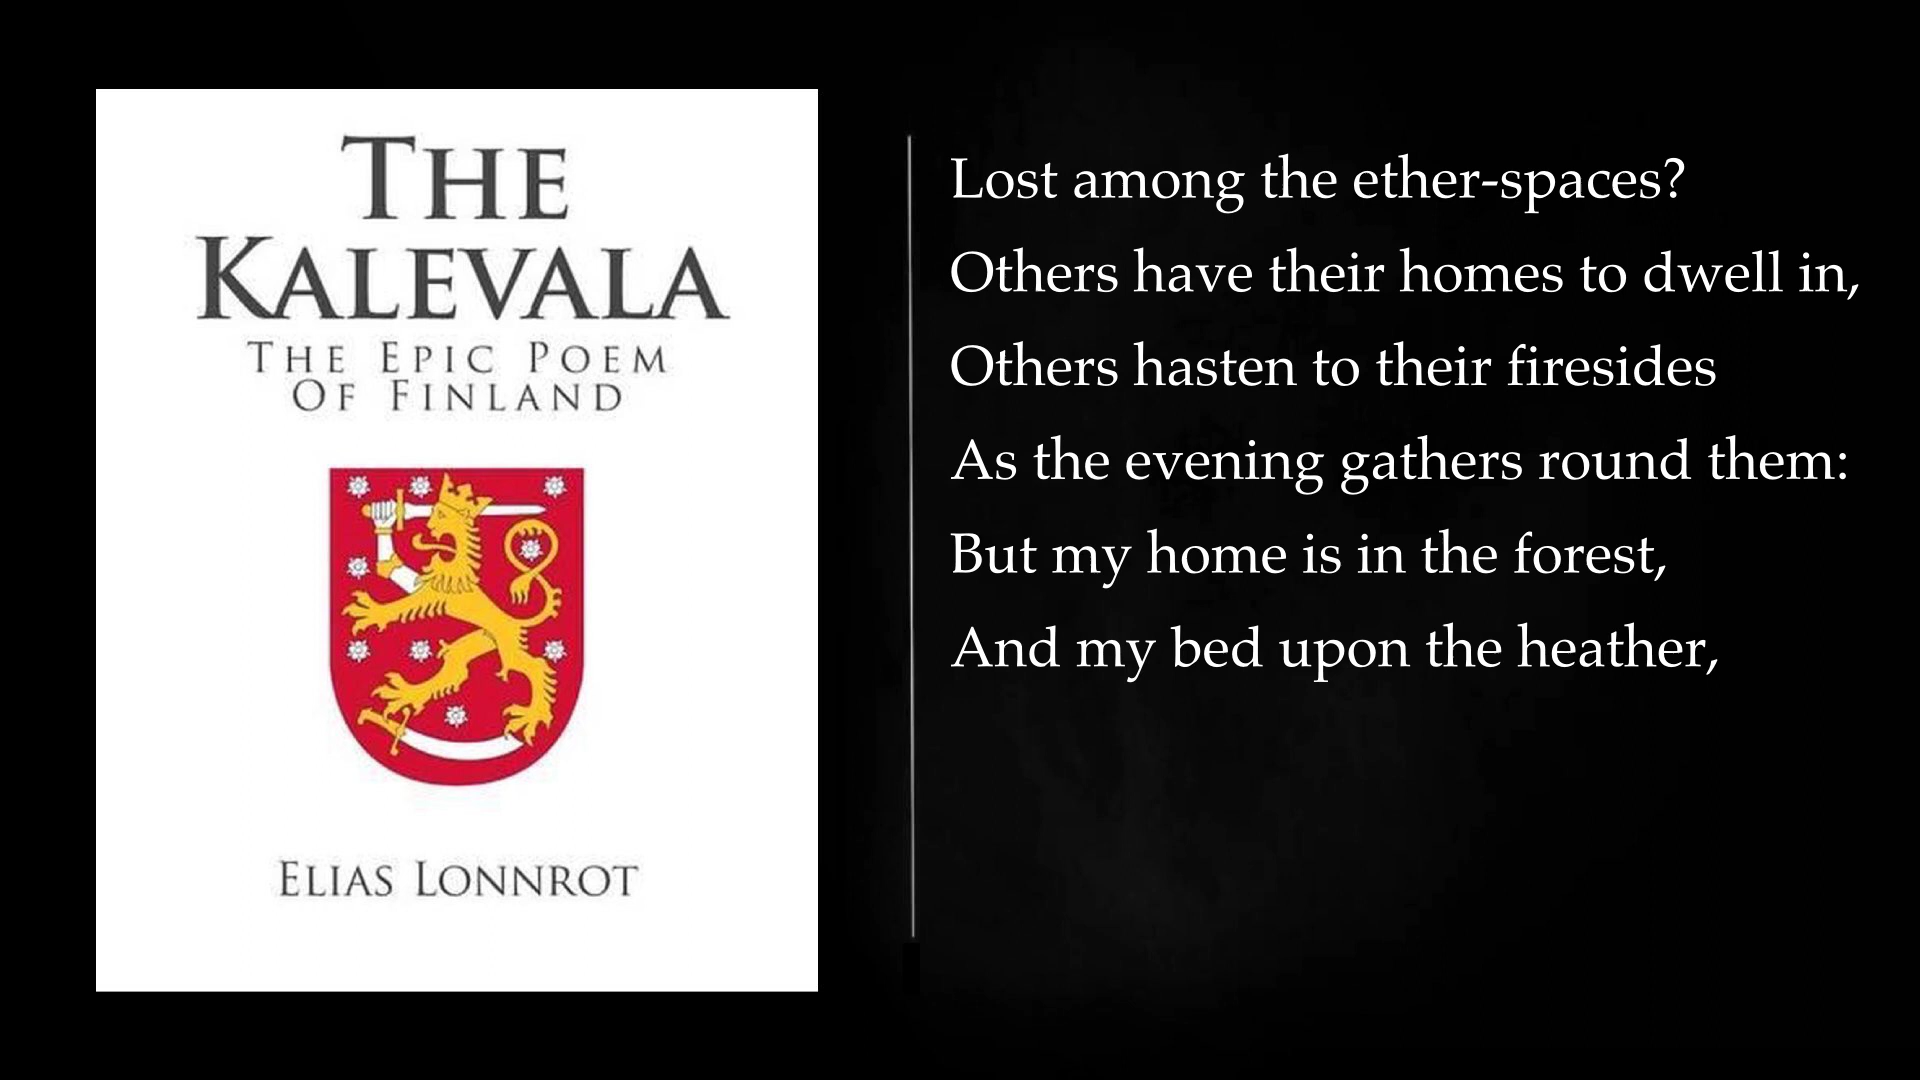 THE
KALEVALA
THE EPIC POEM
OF FINLAND
ELIAS LONNROT
Lost among the ether-spaces?
Others have their homes to dwell in,
Others hasten to their firesides
As the evening gathers round them:
But my home is in the forest,
And my bed upon the heather,